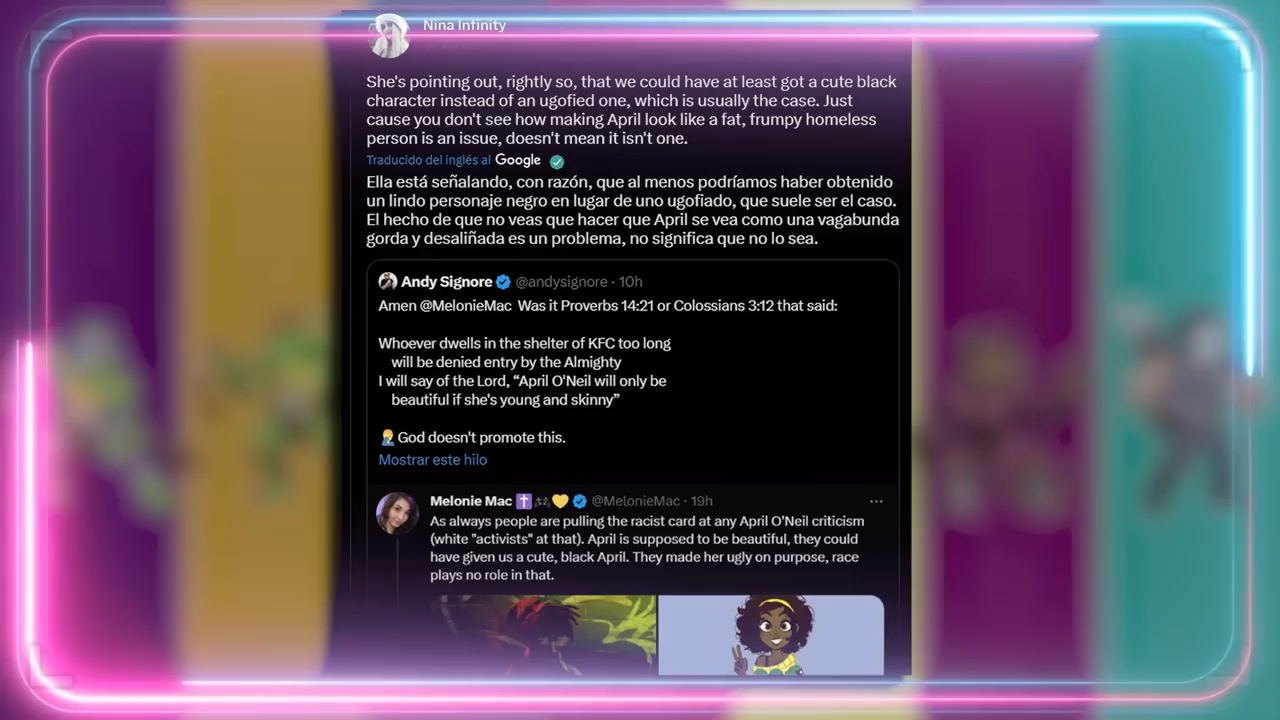 Nina Infinity
She's pointing out, rightly so, that we could have at least got a cute black
character instead of an ugofied one, which is usually the case. Just
cause you don't see how making April look like a fat, frumpy homeless
person is an issue, doesn't mean it isn't one.
Traducido del inglés al Google
Ella está señalando, con razón, que al menos podríamos haber obtenido
un lindo personaje negro en lugar de uno ugofiado, que suele ser el caso.
El hecho de que no veas que hacer que April se vea como una vagabunda
gorda y desaliñada es un problema, no significa que no lo sea.
Andy Signore @andysignore · 10h
Amen @MelonieMac Was it Proverbs 14:21 or Colossians 3:12 that said:
Whoever dwells in the shelter of KFC too long
will be denied entry by the Almighty
I will say of the Lord, “April O'Neil will only be
beautiful if she's young and skinny”
🤦God doesn't promote this.
Mostrar este hilo
Melonie Mac ✝️🎮💛 @MelonieMac · 19h
As always people are pulling the racist card at any April O'Neil criticism
(white "activists" at that). April is supposed to be beautiful, they could
have given us a cute, black April. They made her ugly on purpose, race
plays no role in that.